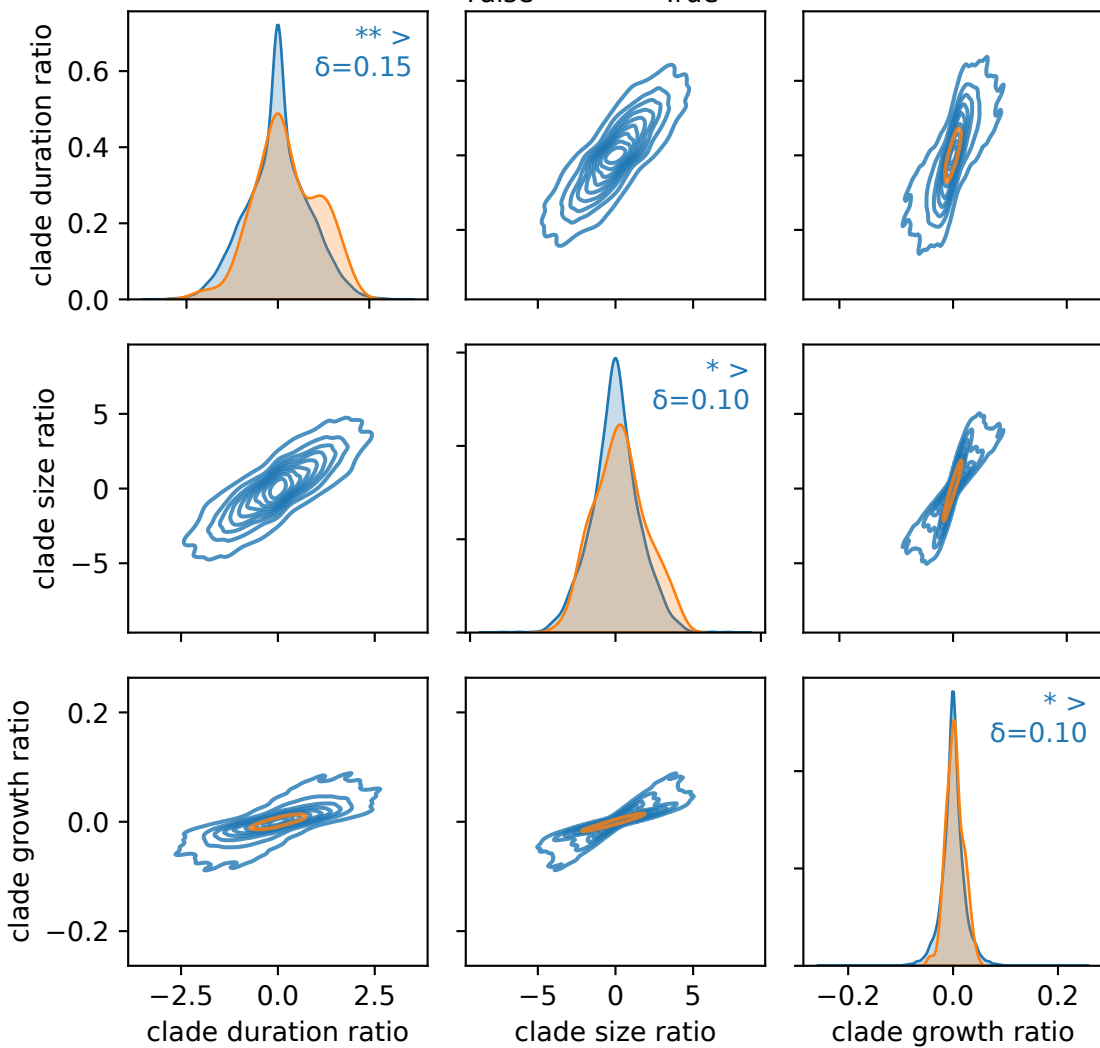 raise True
clade duration ratio
0.6
0.4
0.2
0.0
** >
δ=0.15
clade size ratio
5
0
−5
* >
δ=0.10
clade growth ratio
0.2
0.0
−0.2
* >
δ=0.10
−2.5 0.0 2.5
−5 0 5
−0.2 0.0 0.2
clade duration ratio
clade size ratio
clade growth ratio